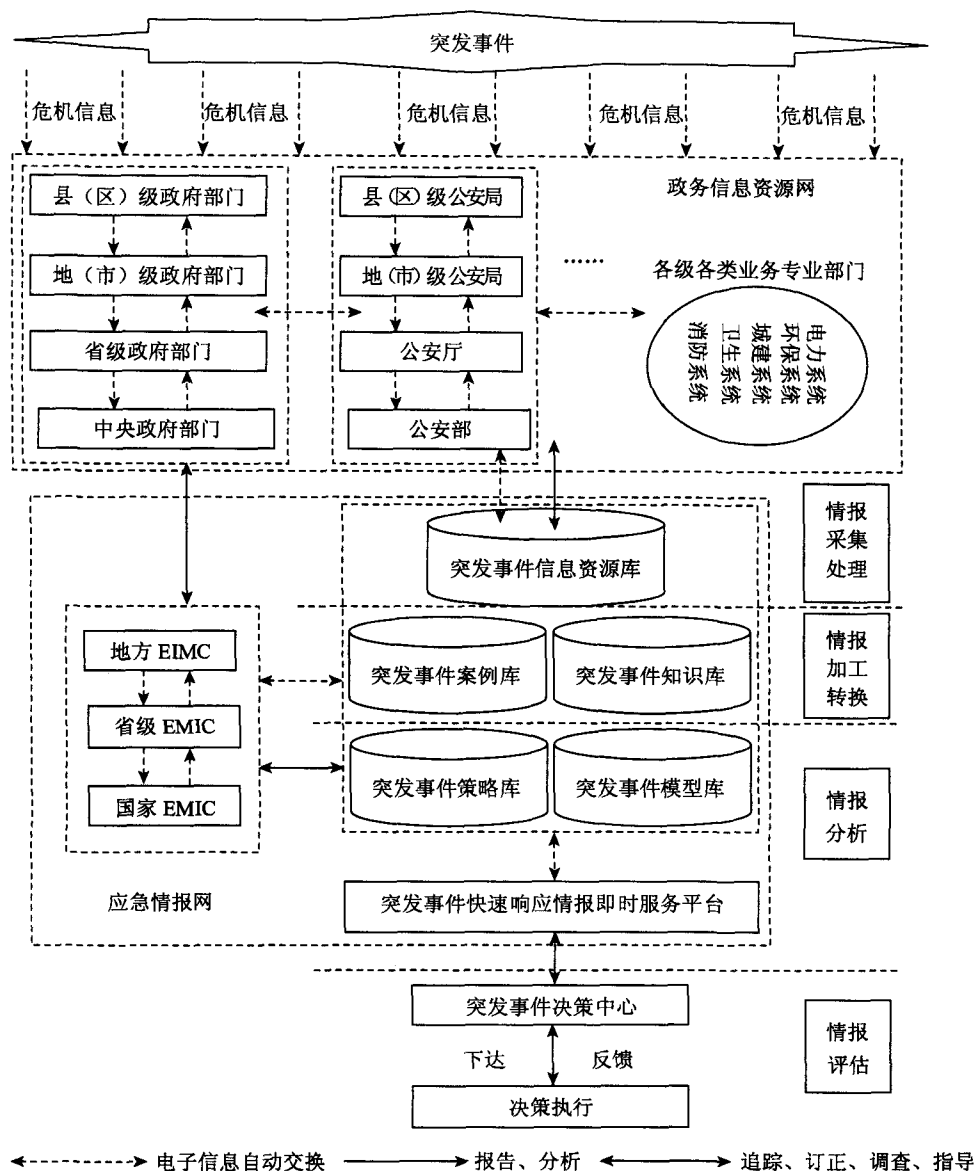 突发事件
危机信息
危机信息
危机信息
危机信息
危机信息
政务信息资源网
县（区）级政府部门
地（市）级政府部门
省级政府部门
中央政府部门
县（区）级公安局
地（市）级公安局
公安厅
公安部
……
各级各类业务专业部门
电力系统
环保系统
城建系统
卫生系统
消防系统
情报
采集
处理
突发事件信息资源库
情报
加工
转换
突发事件案例库
突发事件知识库
地方 EIMC
省级 EMIC
国家 EMIC
突发事件策略库
突发事件模型库
情报
分析
应急情报网
突发事件快速响应情报即时服务平台
突发事件决策中心
下达
反馈
决策执行
情报
评估
电子信息自动交换
报告、分析
追踪、订正、调查、指导